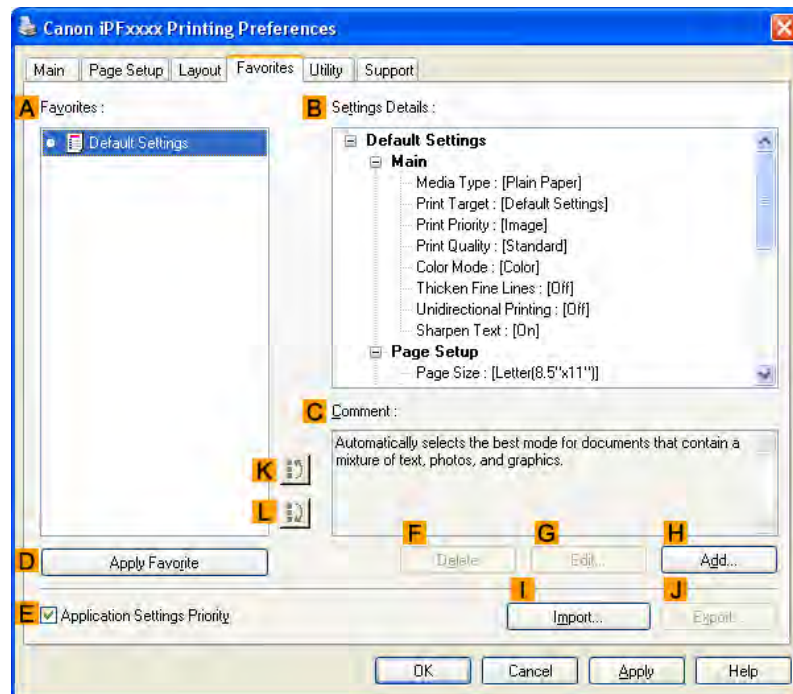 Canon iPFxxxx Printing Preferences
Main Page Setup Layout Favorites Utility Support
A Favorites :
Default Settings
B Settings Details :
Default Settings
Main
Media Type : [Plain Paper]
Print Target : [Default Settings]
Print Priority : [Image]
Print Quality : [Standard]
Color Mode : [Color]
Thicken Fine Lines : [Off]
Unidirectional Printing : [Off]
Sharpen Text : [On]
Page Setup
Page Size : [Letter(8.5"x11")]
C Comment :
Automatically selects the best mode for documents that contain a
mixture of text, photos, and graphics.
K
L
D Apply Favorite
F Delete
G Edit...
H Add...
E Application Settings Priority
I Import...
J Export...
OK Cancel Apply Help